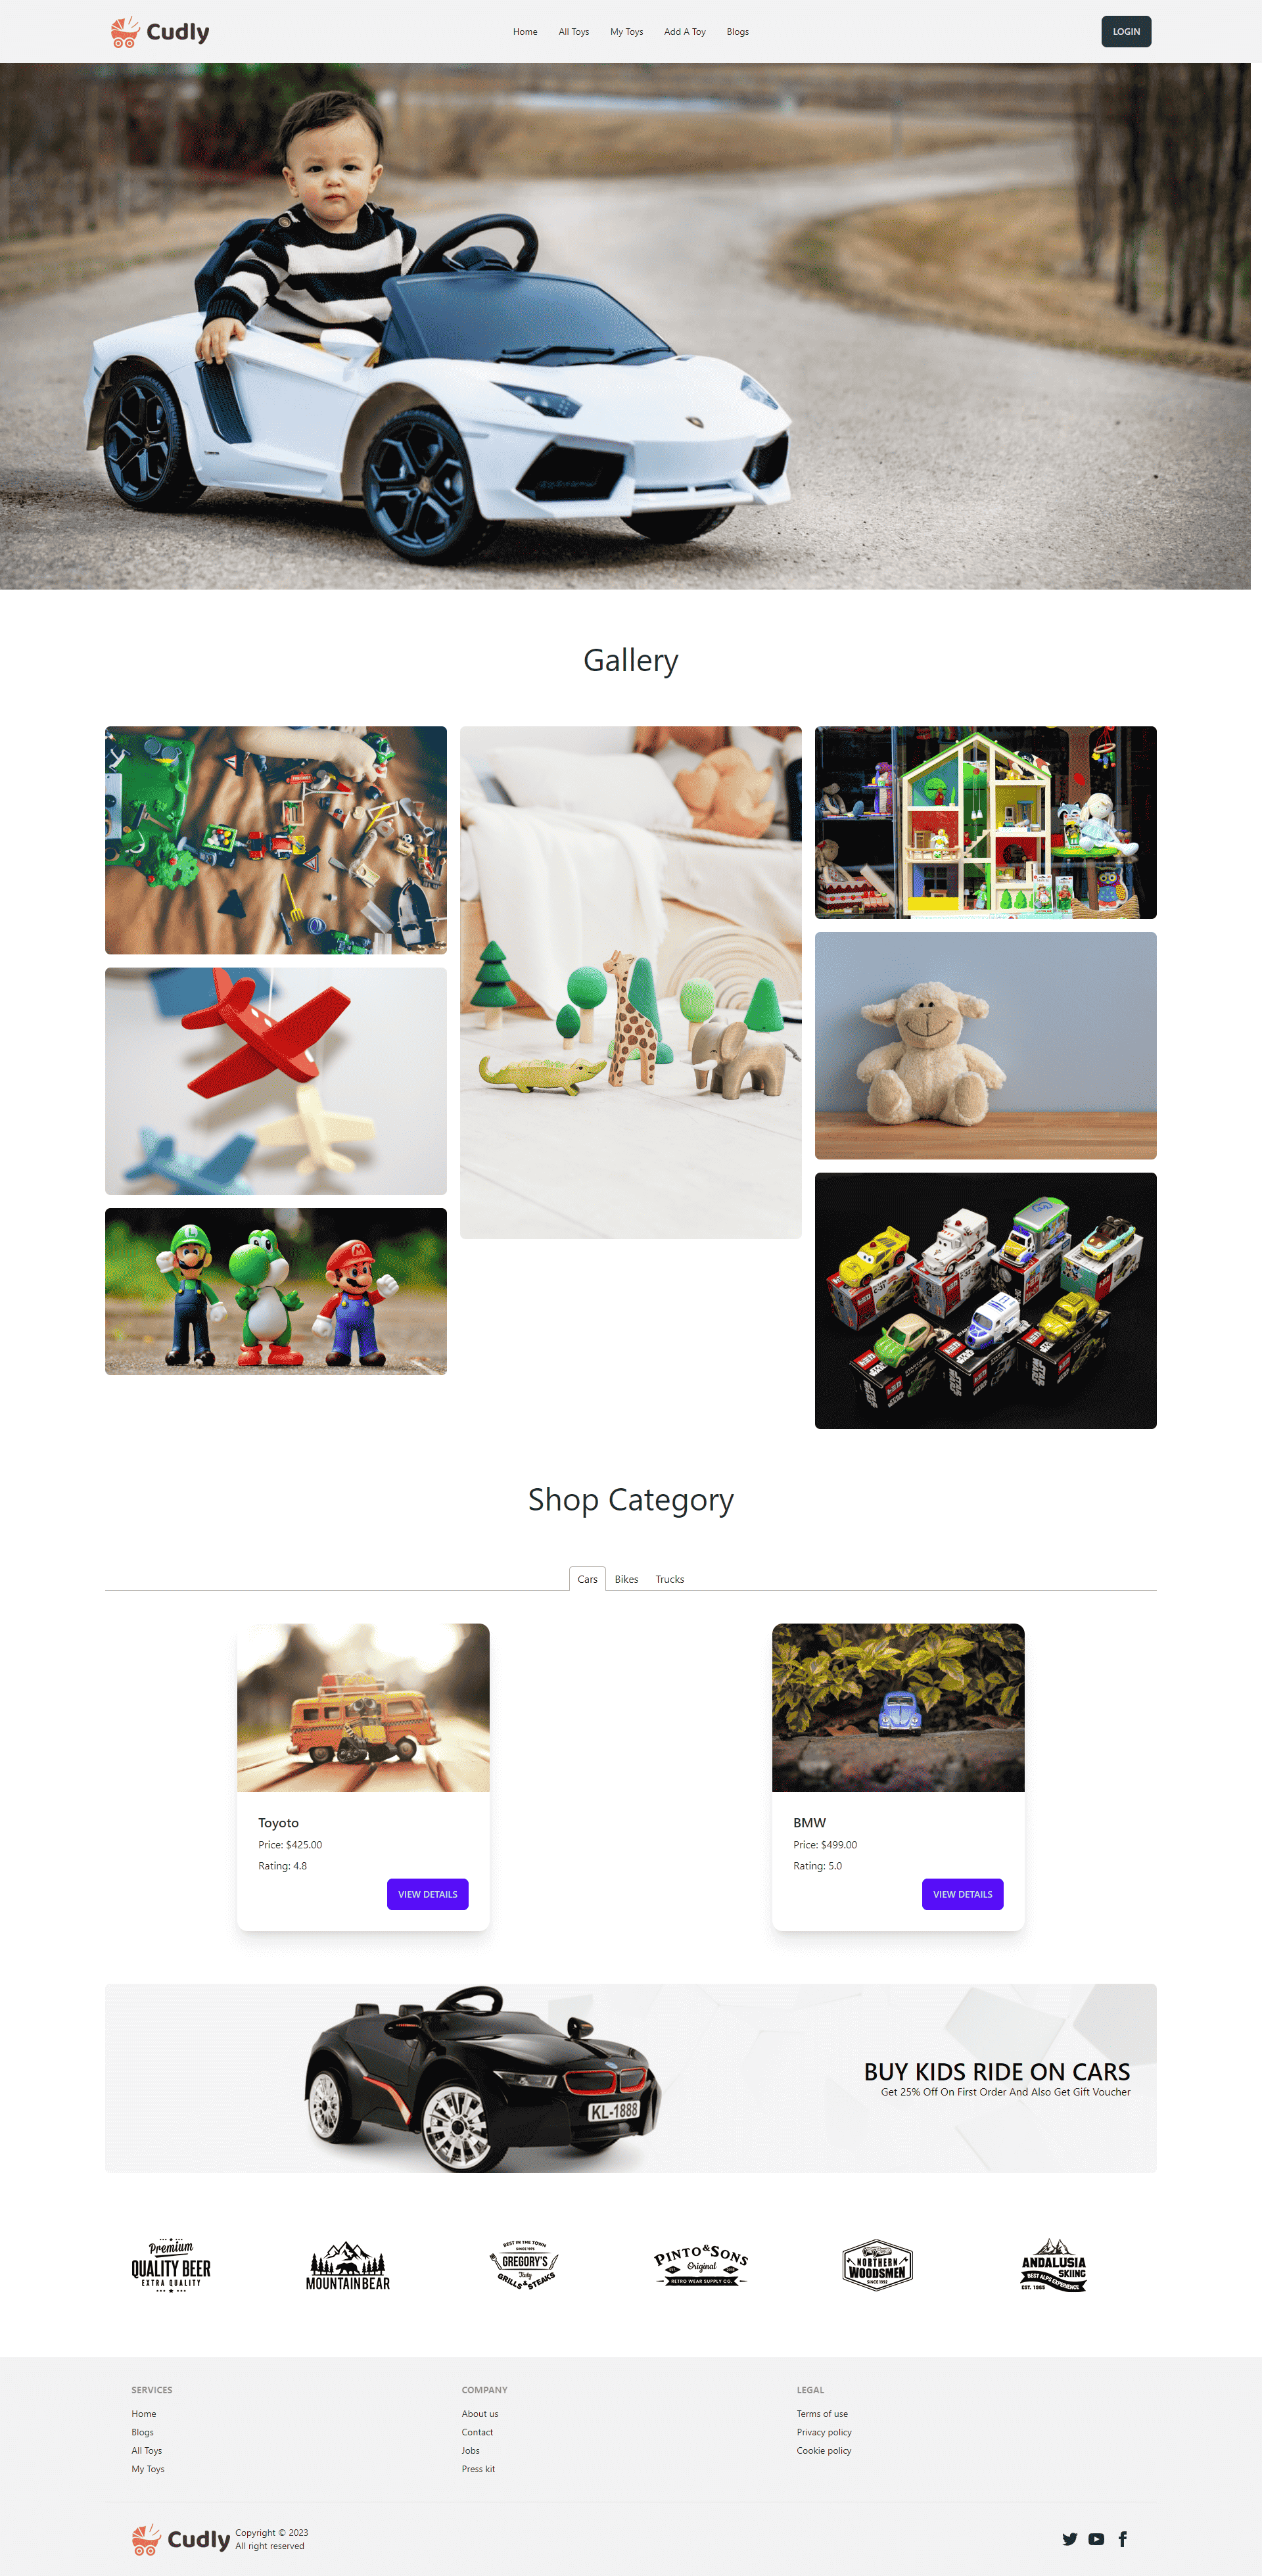 Cudly
Home
All Toys
My Toys
Add A Toy
Blogs
LOGIN
Gallery
Shop Category
Cars
Bikes
Trucks
Toyoto
Price: $425.00
Rating: 4.8
VIEW DETAILS
BMW
Price: $499.00
Rating: 5.0
VIEW DETAILS
KL-1888
BUY KIDS RIDE ON CARS
Get 25% Off On First Order And Also Get Gift Voucher
Premium
QUALITY BEER
EXTRA QUALITY
MOUNTAINBEAR
BEST IN THE TOWN
SINCE 1975
GREGORY'S
Tasty
GRILLS & STEAKS
PINTO & SONS
Original
RETRO WEAR SUPPLY CO.
NORTHERN
WOODSMEN
SINCE 1992
ANDALUSIA
SKIING
BEST ALPS EXPERIENCE
EST. 1965
SERVICES
Home
Blogs
All Toys
My Toys
COMPANY
About us
Contact
Jobs
Press kit
LEGAL
Terms of use
Privacy policy
Cookie policy
Cudly
Copyright © 2023
All right reserved